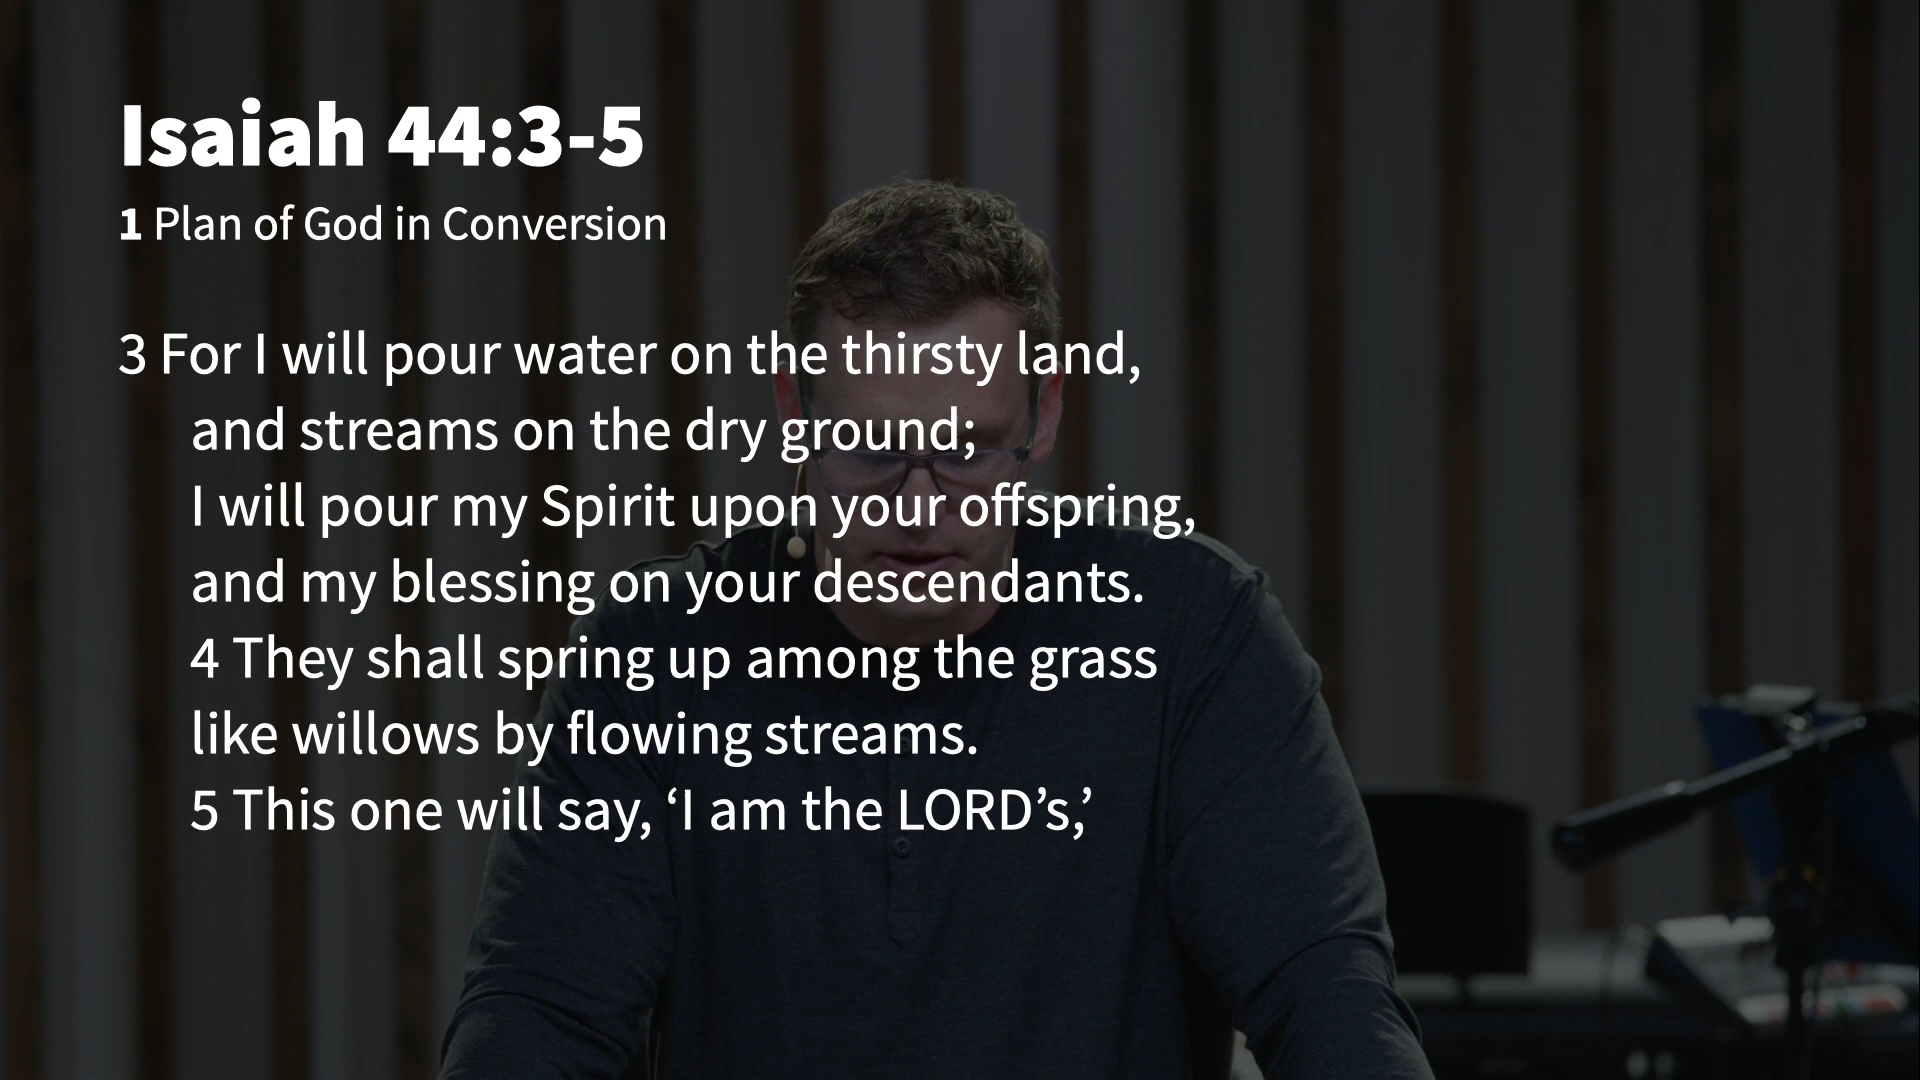 Isaiah 44:3-5
1 Plan of God in Conversion
3 For I will pour water on the thirsty land,
and streams on the dry ground;
I will pour my Spirit upon your offspring,
and my blessing on your descendants.
4 They shall spring up among the grass
like willows by flowing streams.
5 This one will say, ‘I am the LORD’s,’